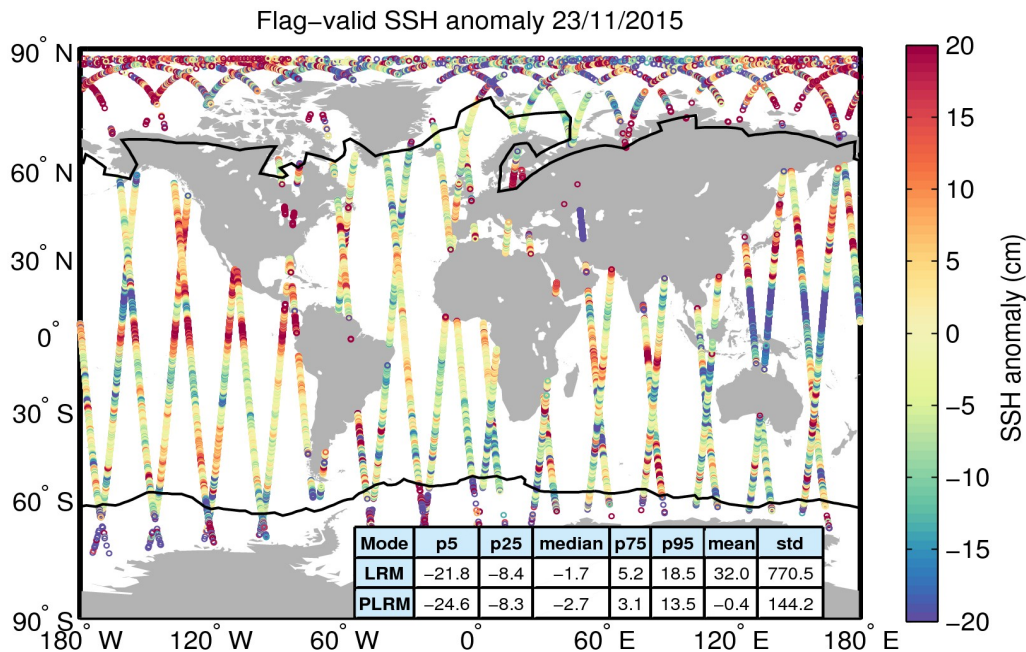 Flag−valid SSH anomaly 23/11/2015
90° N
60° N
30° N
0°
30° S
60° S
90° S
180° W
120° W
60° W
0°
60° E
120° E
180° E
Mode p5 p25 median p75 p95 mean std
LRM −21.8 −8.4 −1.7 5.2 18.5 32.0 770.5
PLRM −24.6 −8.3 −2.7 3.1 13.5 −0.4 144.2
20
15
10
5
0
−5
−10
−15
−20
SSH anomaly (cm)